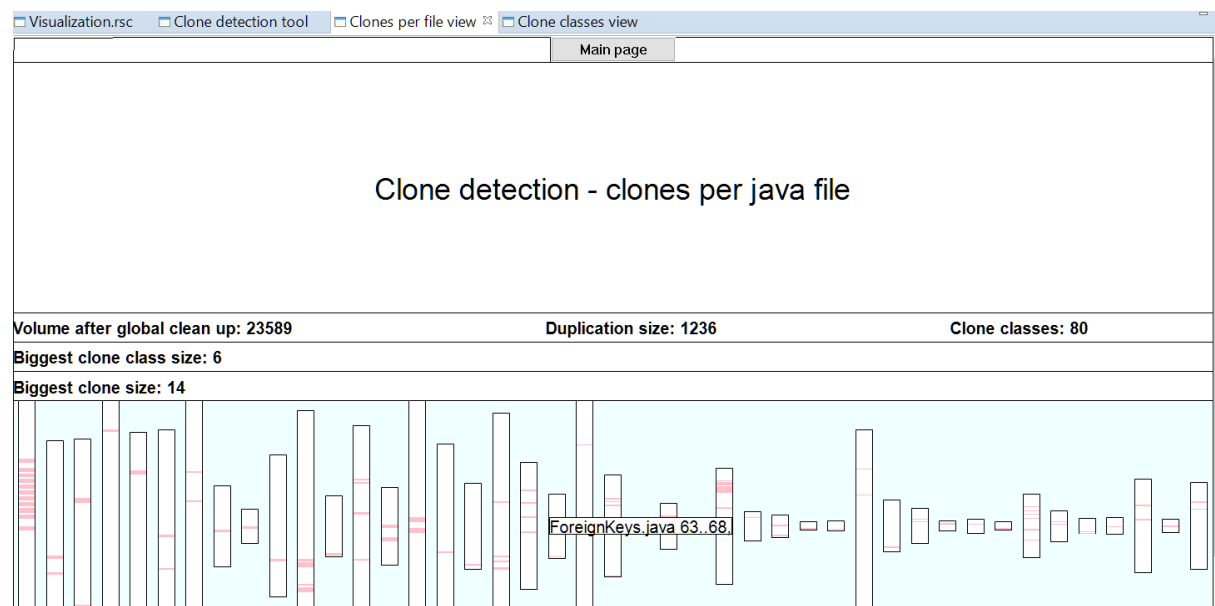 Visualization.rsc Clone detection tool Clones per file view Clone classes view
Main page
Clone detection - clones per java file
Volume after global clean up: 23589 Duplication size: 1236 Clone classes: 80
Biggest clone class size: 6
Biggest clone size: 14
ForeignKeys.java 63..68,